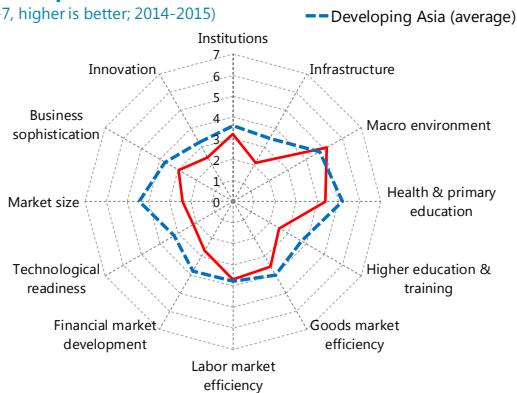 -7, higher is better; 2014-2015)
Developing Asia (average)
Institutions
7
6
5
4
3
2
1
0
Infrastructure
Macro environment
Health & primary
education
Higher education &
training
Goods market
efficiency
Labor market
efficiency
Financial market
development
Technological
readiness
Market size
Business
sophistication
Innovation